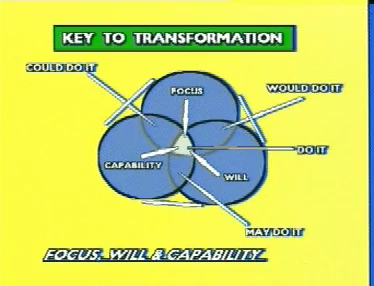 KEY TO TRANSFORMATION
COULD DO IT
FOCUS
WOULD DO IT
DO IT
CAPABILITY
WILL
MAY DO IT
FOCUS, WILL & CAPABILITY